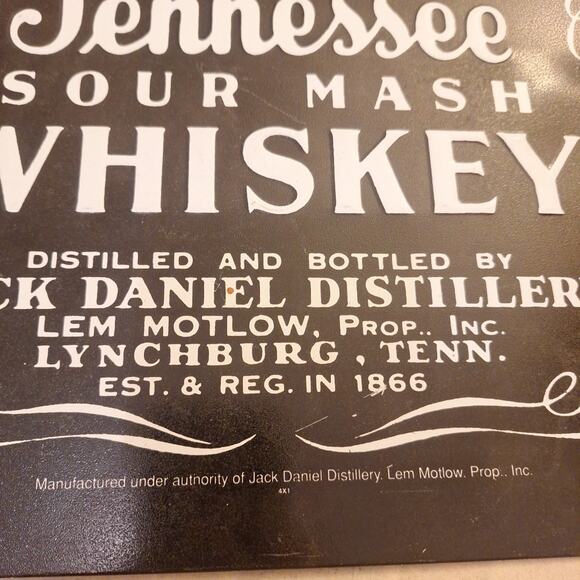 Tennessee
SOUR MASH
WHISKEY
DISTILLED AND BOTTLED BY
CK DANIEL DISTILLER
LEM MOTLOW, PROP.. INC.
LYNCHBURG , TENN.
EST. & REG. IN 1866
Manufactured under autnority of Jack Daniel Distillery. Lem Motlow. Prop.. Inc.
4X1